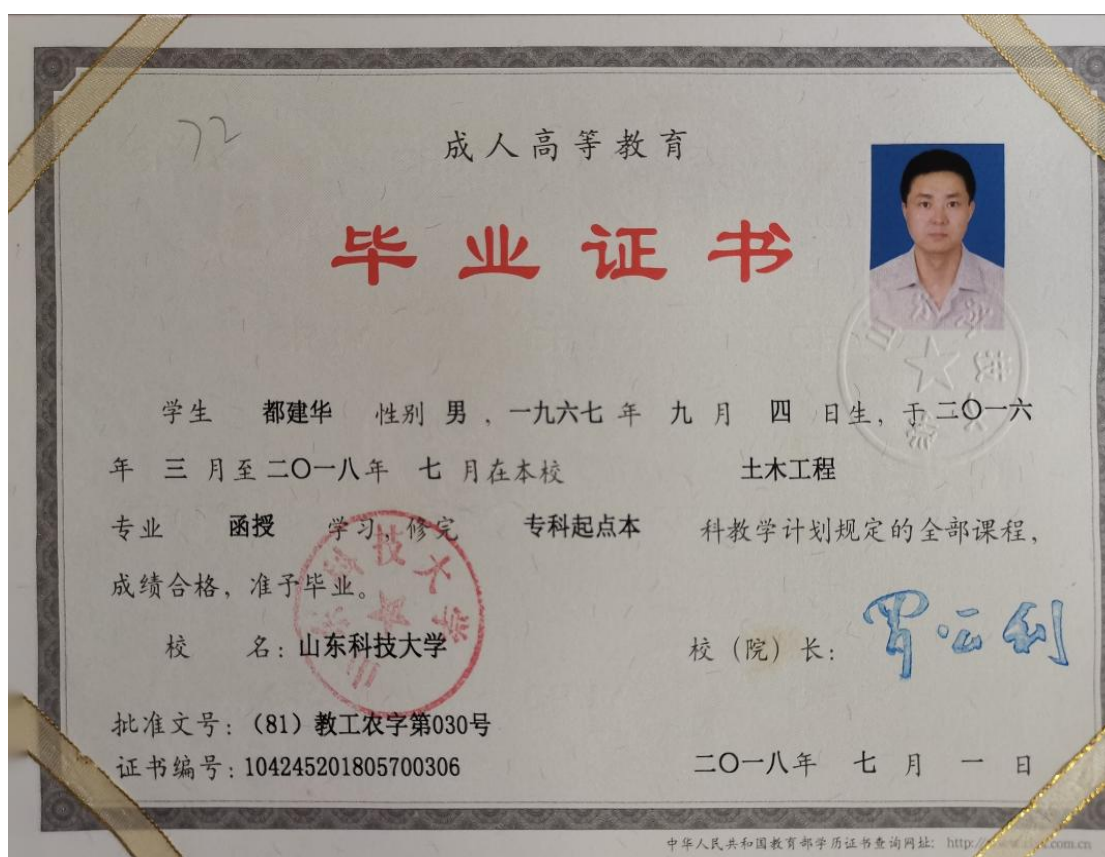 72
成人高等教育
毕业证书
学生 都建华 性别 男 ，一九六七 年 九 月 四 日生，于二〇一六
年 三 月至二〇一八年 七 月在本校 土木工程
专业 函授 学习，修完 专科起点本 科教学计划规定的全部课程，
成绩合格，准予毕业。
校 名：山东科技大学
校（院）长：
批准文号：（81）教工农字第030号
证书编号：104245201805700306
二〇一八年 七 月 一 日
山东科技大学
中华人民共和国教育部学历证书查询网址： http://